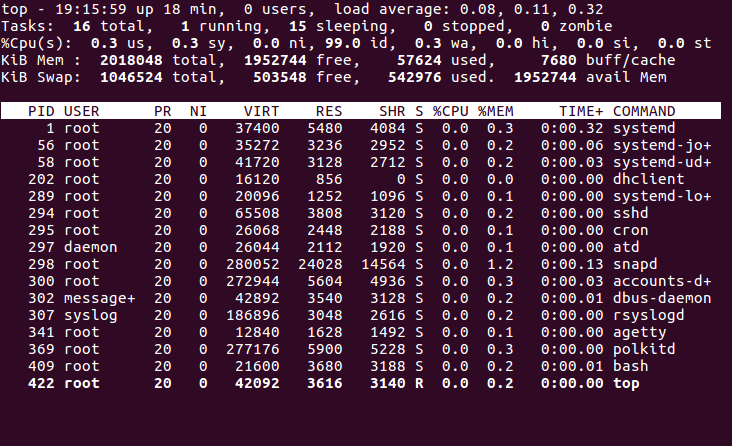 top - 19:15:59 up 18 min,  0 users,  load average: 0.08, 0.11, 0.32
Tasks:  16 total,   1 running,  15 sleeping,   0 stopped,   0 zombie
%Cpu(s):  0.3 us,  0.3 sy,  0.0 ni, 99.0 id,  0.3 wa,  0.0 hi,  0.0 si,  0.0 st
KiB Mem :  2018048 total,  1952744 free,    57624 used,     7680 buff/cache
KiB Swap:  1046524 total,   503548 free,   542976 used.  1952744 avail Mem
PID USER      PR  NI    VIRT    RES    SHR S %CPU %MEM     TIME+ COMMAND
1 root      20   0   37400   5480   4084 S  0.0  0.3   0:00.32 systemd
56 root      20   0   35272   3236   2952 S  0.0  0.2   0:00.06 systemd-jo+
58 root      20   0   41720   3128   2712 S  0.0  0.2   0:00.03 systemd-ud+
202 root      20   0   16120    856      0 S  0.0  0.0   0:00.00 dhclient
289 root      20   0   20096   1252   1096 S  0.0  0.1   0:00.00 systemd-lo+
294 root      20   0   65508   3808   3120 S  0.0  0.2   0:00.00 sshd
295 root      20   0   26068   2448   2188 S  0.0  0.1   0:00.00 cron
297 daemon    20   0   26044   2112   1920 S  0.0  0.1   0:00.00 atd
298 root      20   0  280052  24028  14564 S  0.0  1.2   0:00.13 snapd
300 root      20   0  272944   5604   4936 S  0.0  0.3   0:00.03 accounts-d+
302 message+  20   0   42892   3540   3128 S  0.0  0.2   0:00.01 dbus-daemon
307 syslog    20   0  186896   3048   2616 S  0.0  0.2   0:00.00 rsyslogd
341 root      20   0   12840   1628   1492 S  0.0  0.1   0:00.00 agetty
369 root      20   0  277176   5900   5228 S  0.0  0.3   0:00.00 polkitd
409 root      20   0   21600   3680   3188 S  0.0  0.2   0:00.01 bash
422 root      20   0   42092   3616   3140 R  0.0  0.2   0:00.00 top